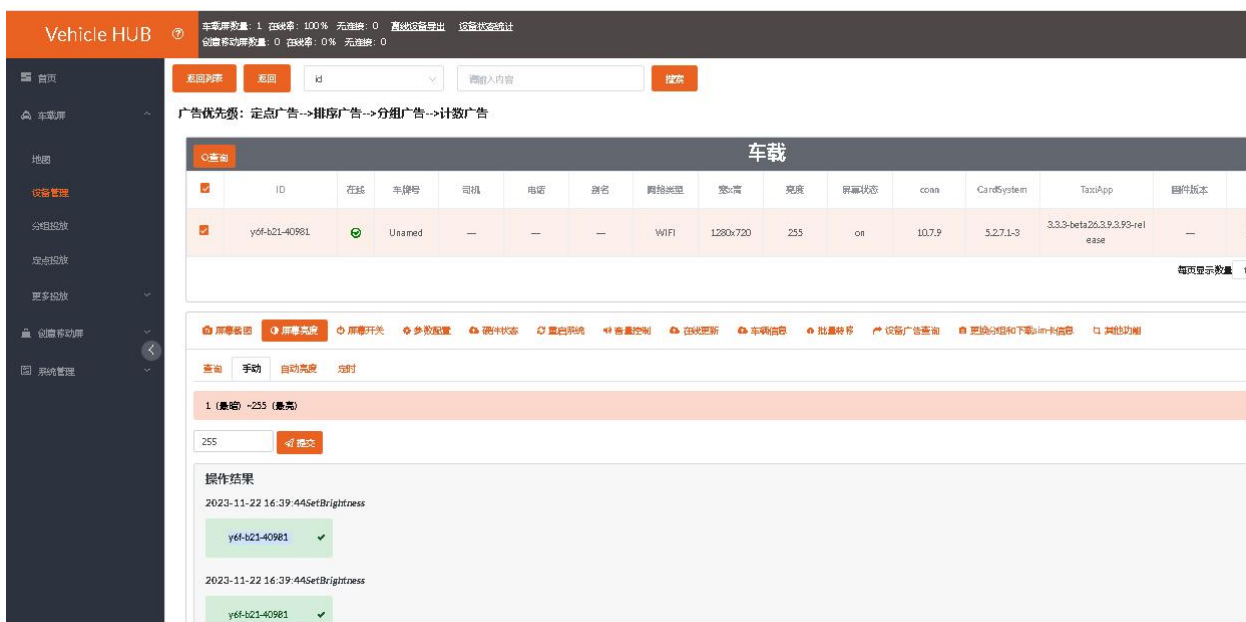 Vehicle HUB
车载屏数量: 1 在线率: 100% 无连接: 0 离线设备导出 设备状态统计
创意移动屏数量: 0 在线率: 0% 无连接: 0
首页
车载屏
地图
设备管理
分组投放
定点投放
更多投放
创意移动屏
系统管理
返回列表 返回 id 请输入内容 搜索
广告优先级: 定点广告-->排序广告-->分组广告-->计数广告
查询 车载
ID 在线 车牌号 司机 电话 别名 网络类型 宽x高 亮度 屏幕状态 conn CardSystem TaxiApp 固件版本
y6f-b21-40981 Unamed — — — WIFI 1280x720 255 on 10.7.9 5.2.7.1-3 3.3.3-beta26.3.9.3.93-release —
每页显示数量
屏幕截图 屏幕亮度 屏幕开关 参数配置 硬件状态 重启系统 音量控制 在线更新 车辆信息 批量转移 设备广告查询 更换分组和下载sim卡信息 其他功能
查询 手动 自动亮度 定时
1 (最暗) ~255 (最亮)
255 提交
操作结果
2023-11-22 16:39:44SetBrightness
y6f-b21-40981
2023-11-22 16:39:44SetBrightness
y6f-b21-40981